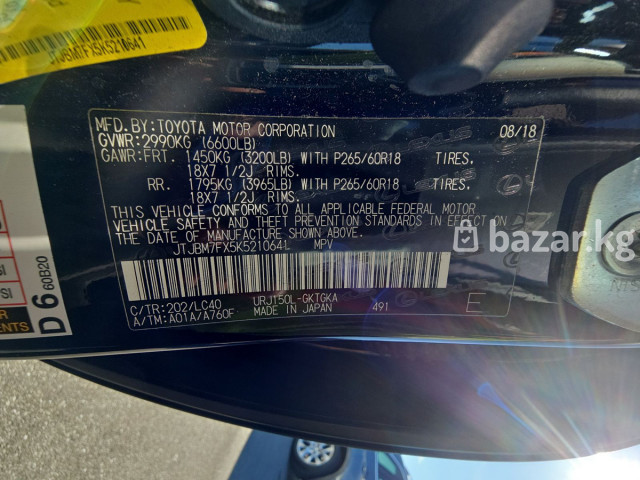 JTJBM7FX5K5210641
MFD.BY:TOYOTA MOTOR CORPORATION 08/18
GVWR:2990KG (6600LB)
GAWR:FRT. 1450KG (3200LB) WITH P265/60R18 TIRES.
18X7 1/2J RIMS.
RR. 1795KG (3965LB) WITH P265/60R18 TIRES.
18X7 1/2J RIMS.
THIS VEHICLE CONFORMS TO ALL APPLICABLE FEDERAL MOTOR
VEHICLE SAFETY AND THEFT PREVENTION STANDARDS IN EFFECT ON
THE DATE OF MANUFACTURE SHOWN ABOVE.
JTJBM7FX5K5210641 MPV
C/TR:202/LC40 URJ150L-GKTGKA
A/TM:A01A/A760F MADE IN JAPAN 491 E
bazar.kg
D6 60B20